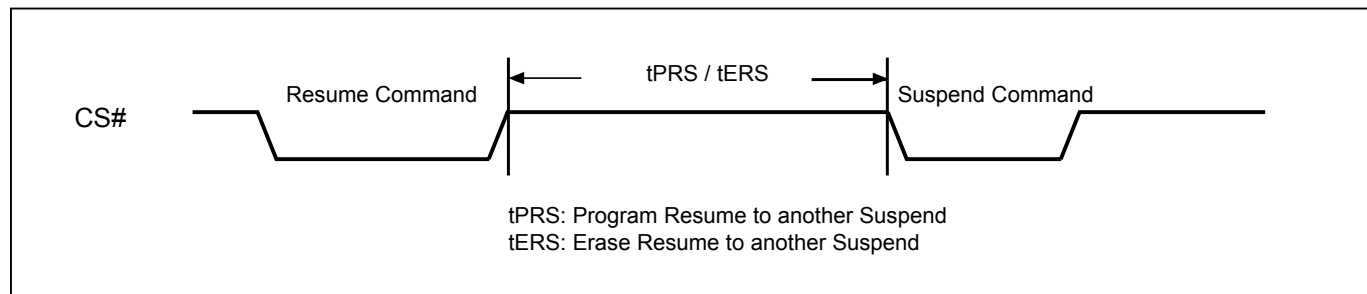 tPRS / tERS
Resume Command
Suspend Command
CS#
tPRS: Program Resume to another Suspend
tERS: Erase Resume to another Suspend